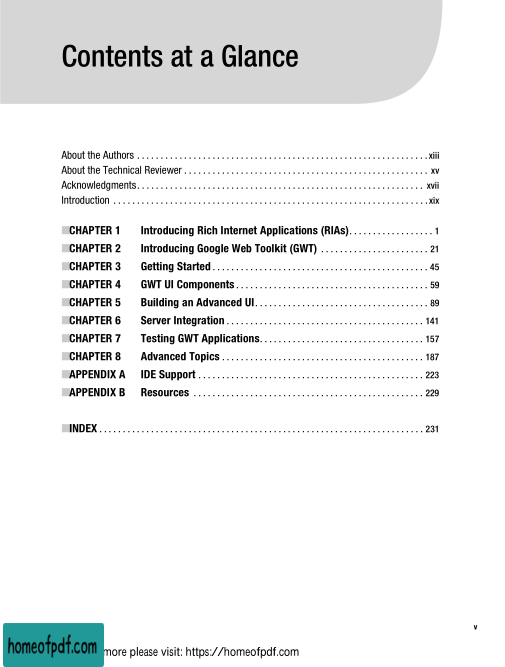 Contents at a Glance
About the Authors . . . . . . . . . . . . . . . . . . . . . . . . . . . . . . . . . . . . . . . . . . . . . . . . . . . . . . . . . . . . . . xiii
About the Technical Reviewer . . . . . . . . . . . . . . . . . . . . . . . . . . . . . . . . . . . . . . . . . . . . . . . . . . . . xv
Acknowledgments. . . . . . . . . . . . . . . . . . . . . . . . . . . . . . . . . . . . . . . . . . . . . . . . . . . . . . . . . . . . . xvii
Introduction . . . . . . . . . . . . . . . . . . . . . . . . . . . . . . . . . . . . . . . . . . . . . . . . . . . . . . . . . . . . . . . . . . . xix
CHAPTER 1 Introducing Rich Internet Applications (RIAs). . . . . . . . . . . . . . . . . . 1
CHAPTER 2 Introducing Google Web Toolkit (GWT) . . . . . . . . . . . . . . . . . . . . . . . 21
CHAPTER 3 Getting Started . . . . . . . . . . . . . . . . . . . . . . . . . . . . . . . . . . . . . . . . . . . . . . 45
CHAPTER 4 GWT UI Components . . . . . . . . . . . . . . . . . . . . . . . . . . . . . . . . . . . . . . . . . 59
CHAPTER 5 Building an Advanced UI. . . . . . . . . . . . . . . . . . . . . . . . . . . . . . . . . . . . . 89
CHAPTER 6 Server Integration . . . . . . . . . . . . . . . . . . . . . . . . . . . . . . . . . . . . . . . . . . 141
CHAPTER 7 Testing GWT Applications. . . . . . . . . . . . . . . . . . . . . . . . . . . . . . . . . . . 157
CHAPTER 8 Advanced Topics . . . . . . . . . . . . . . . . . . . . . . . . . . . . . . . . . . . . . . . . . . . 187
APPENDIX A IDE Support . . . . . . . . . . . . . . . . . . . . . . . . . . . . . . . . . . . . . . . . . . . . . . . . 223
APPENDIX B Resources . . . . . . . . . . . . . . . . . . . . . . . . . . . . . . . . . . . . . . . . . . . . . . . . . 229
INDEX . . . . . . . . . . . . . . . . . . . . . . . . . . . . . . . . . . . . . . . . . . . . . . . . . . . . . . . . . . . . . . . . . . . . . 231
v
homeofpdf.com more please visit: https://homeofpdf.com